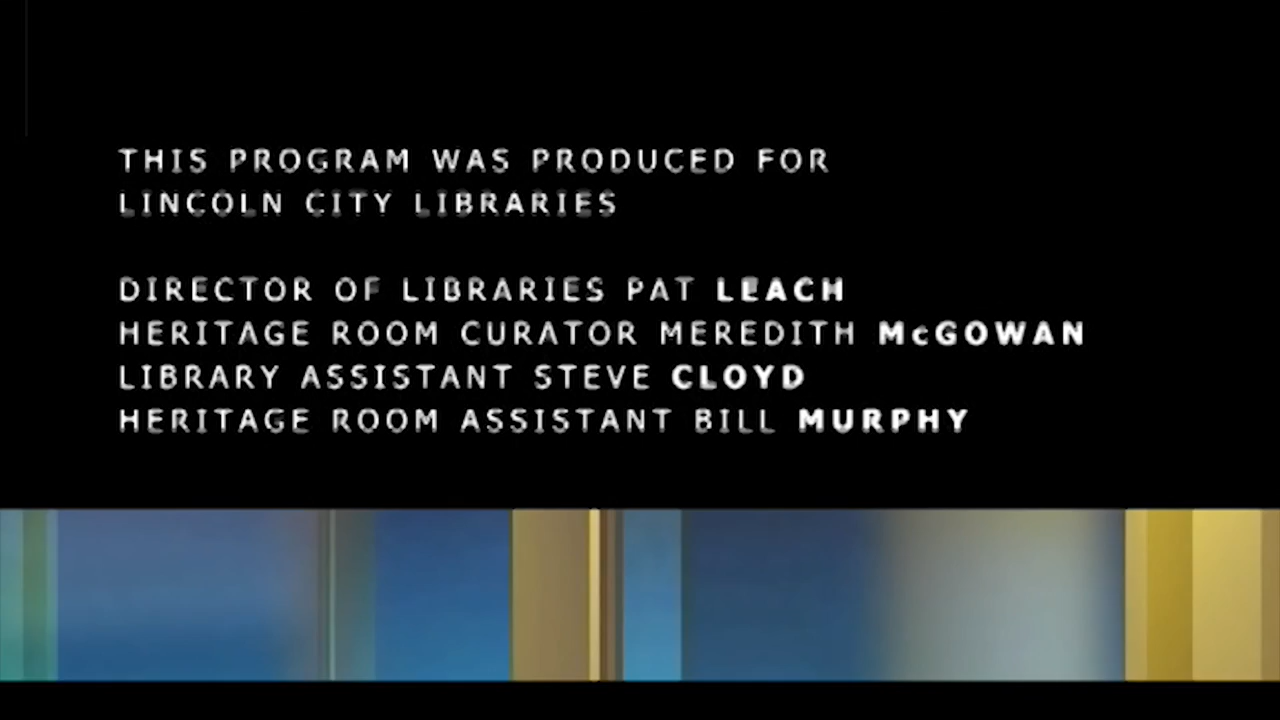 THIS PROGRAM WAS PRODUCED FOR
LINCOLN CITY LIBRARIES
DIRECTOR OF LIBRARIES PAT LEACH
HERITAGE ROOM CURATOR MEREDITH McGOWAN
LIBRARY ASSISTANT STEVE CLOYD
HERITAGE ROOM ASSISTANT BILL MURPHY